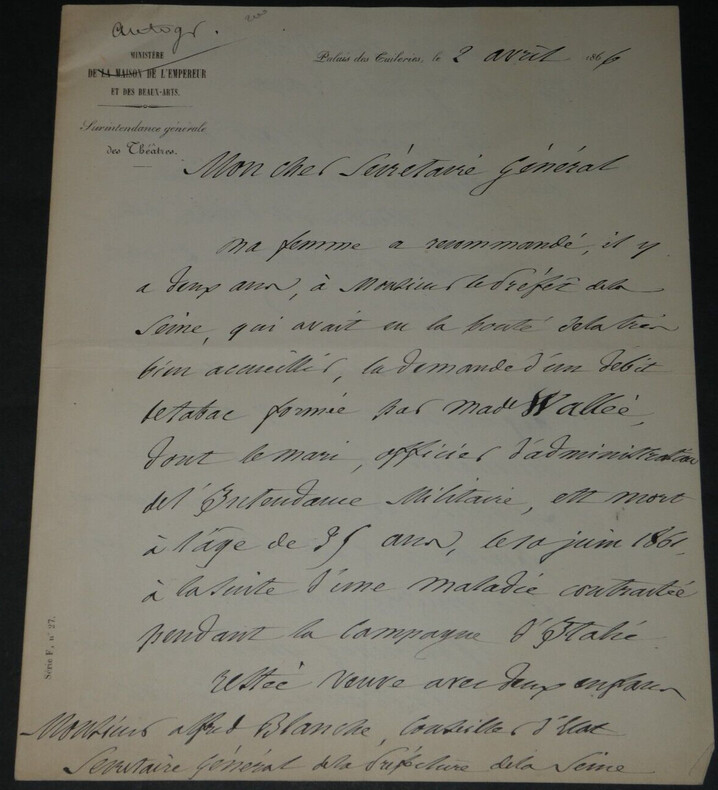 autogr.
MINISTÈRE
DE LA MAISON DE L'EMPEREUR
ET DES BEAUX-ARTS.
Surintendance générale
des Théâtres.
Palais des Tuileries, le 2 avril 1866
Mon cher Secrétaire Général
Ma femme a recommandé, il y
a deux ans, à Monsieur le Préfet de la
Seine, qui avait eu la bonté de la très
bien accueillir, la demande d'un débit
de tabac formée par Made Wallée,
dont le mari, officier d'administration
de l'Intendance Militaire, est mort
à l'âge de 35 ans, le 10 juin 1861,
à la suite d'une maladie contractée
pendant la Campagne d'Italie
restée veuve avec deux enfans
Monsieur Alfred Blanche, Conseiller d'Etat
Secrétaire Général de la Préfecture de la Seine
Série F, n° 27.